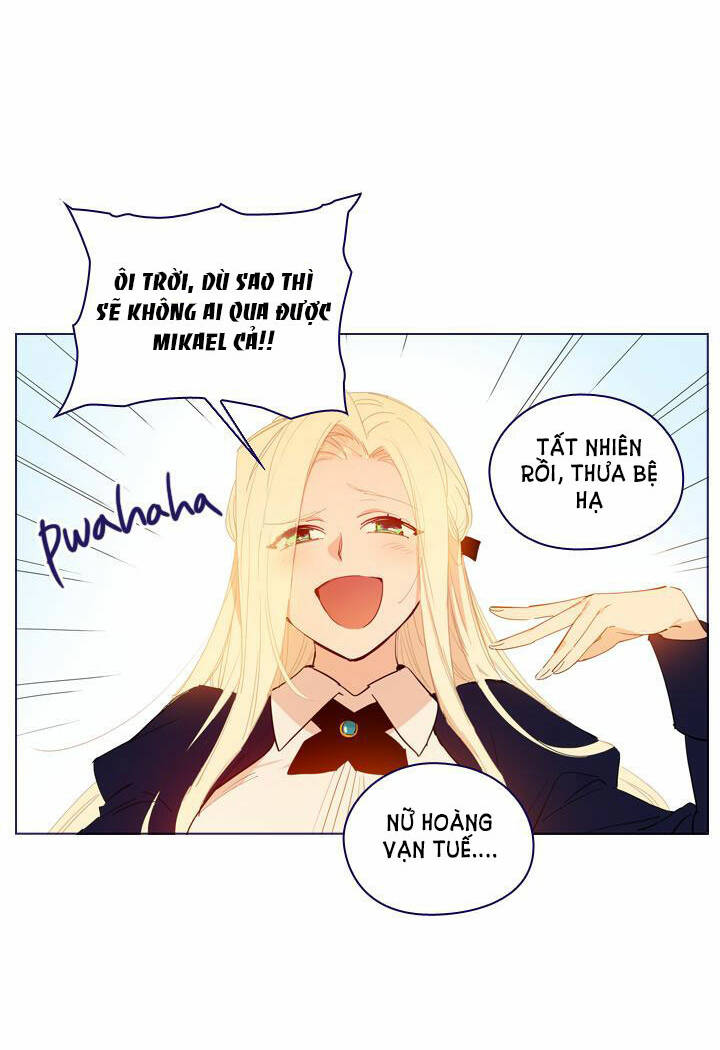 ÔI TRỜI, DÙ SAO THÌ
SẼ KHÔNG AI QUA ĐƯỢC
MIKAEL CẢ!!
pwahaha
TẤT NHIÊN
RỒI, THƯA BỆ
HẠ
NỮ HOÀNG
VẠN TUẾ....